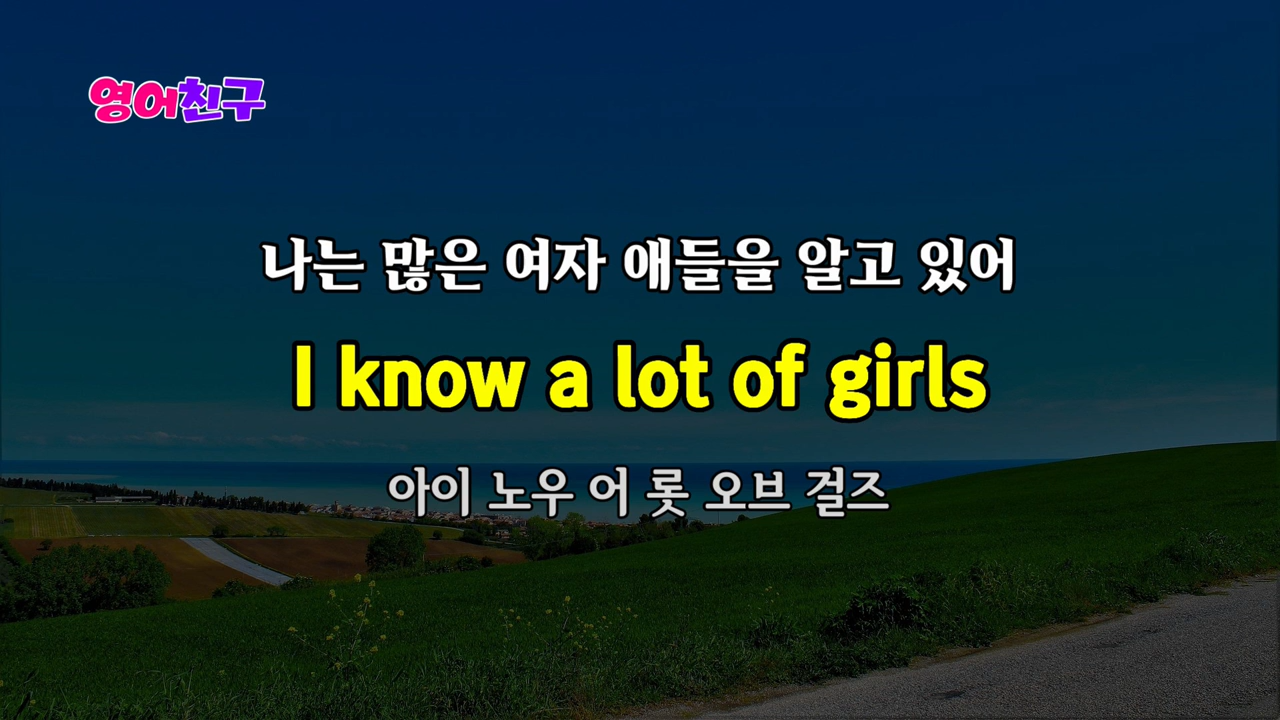 영어친구
나는 많은 여자 애들을 알고 있어
I know a lot of girls
아이 노우 어 롯 오브 걸즈